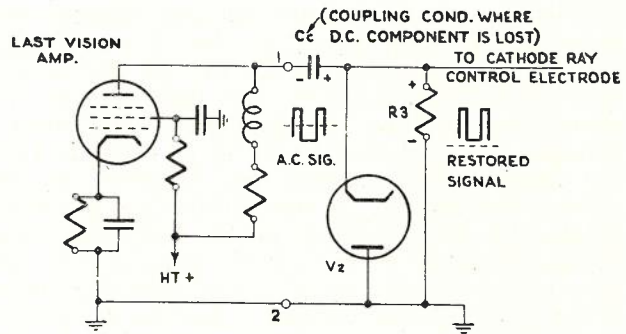 (COUPLING COND. WHERE
Cc D.C. COMPONENT IS LOST)
LAST VISION
AMP.
TO CATHODE RAY
CONTROL ELECTRODE
1
- +
+
R3
-
A.C. SIG.
RESTORED
SIGNAL
V2
HT +
2